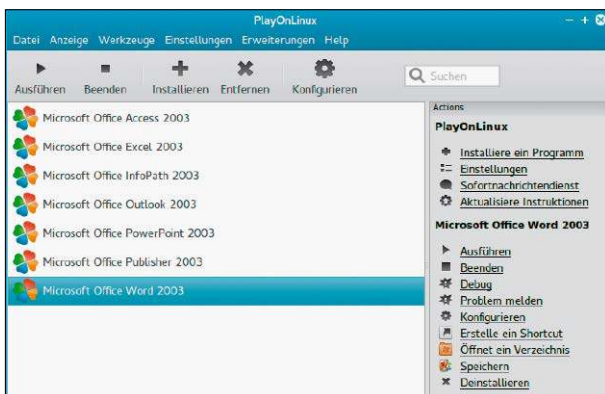 PlayOnLinux
Datei Anzeige Werkzeuge Einstellungen Erweiterungen Help
Ausführen Beenden Installieren Entfernen Konfigurieren
Suchen
Microsoft Office Access 2003
Microsoft Office Excel 2003
Microsoft Office InfoPath 2003
Microsoft Office Outlook 2003
Microsoft Office PowerPoint 2003
Microsoft Office Publisher 2003
Microsoft Office Word 2003
Actions
PlayOnLinux
Installiere ein Programm
Einstellungen
Sofortnachrichtendienst
Aktualisiere Instruktionen
Microsoft Office Word 2003
Ausführen
Beenden
Debug
Problem melden
Konfigurieren
Erstelle ein Shortcut
Öffnet ein Verzeichnis
Speichern
Deinstallieren